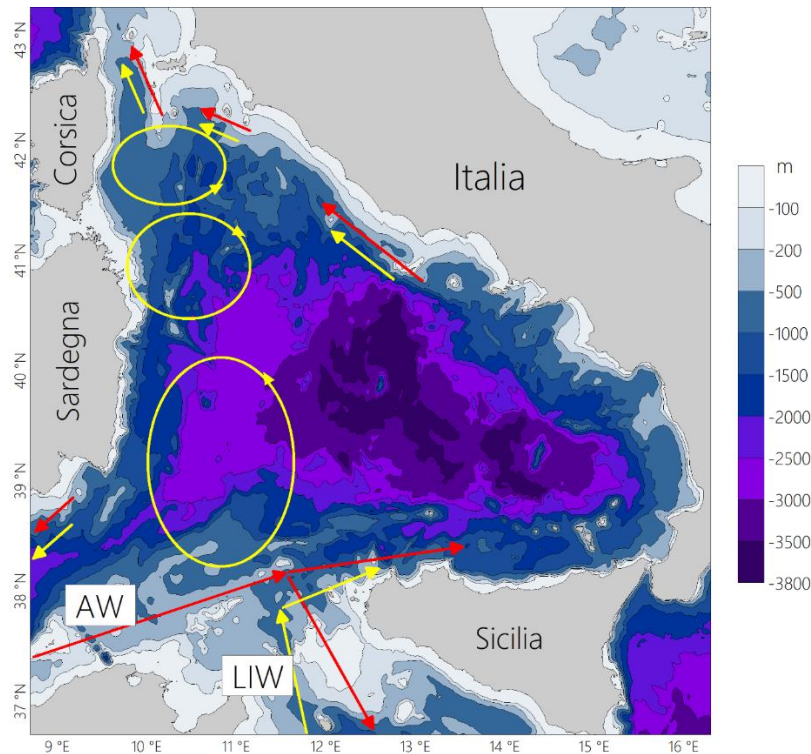 43 °N
42 °N
41 °N
40 °N
39 °N
38 °N
37 °N
Corsica
Italia
Sardegna
AW
LIW
Sicilia
9 °E
10 °E
11 °E
12 °E
13 °E
14 °E
15 °E
16 °E
m
-100
-200
-500
-1000
-1500
-2000
-2500
-3000
-3500
-3800